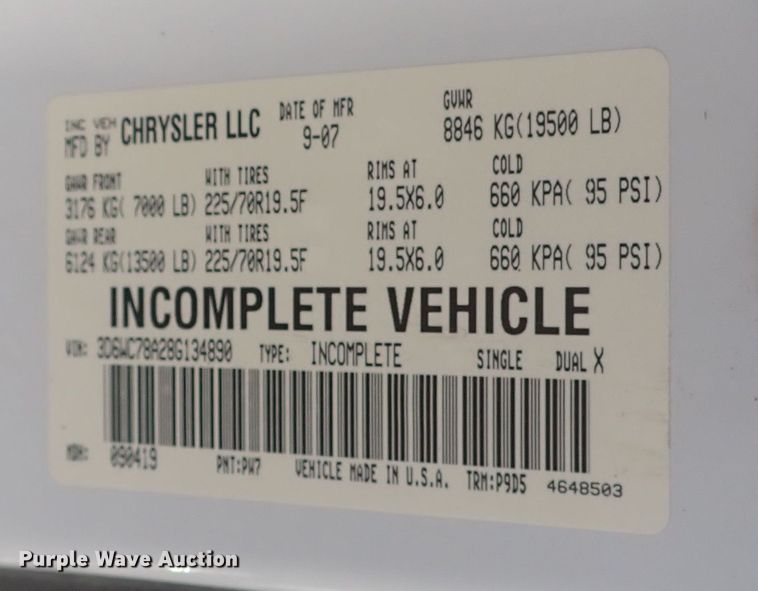 INC VEH MFD BY CHRYSLER LLC DATE OF MFR 9-07 GVWR 8846 KG(19500 LB)
GAWR FRONT WITH TIRES RIMS AT COLD
3176 KG( 7000 LB) 225/70R19.5F 19.5X6.0 660 KPA( 95 PSI)
GAWR REAR WITH TIRES RIMS AT COLD
6124 KG(13500 LB) 225/70R19.5F 19.5X6.0 660 KPA( 95 PSI)
INCOMPLETE VEHICLE
VIN: 3D6WC78A28G134890 TYPE: INCOMPLETE SINGLE DUAL X
MDH: 090419 PNT:PW7 VEHICLE MADE IN U.S.A. TRM:P9D5 4648503
Purple Wave Auction